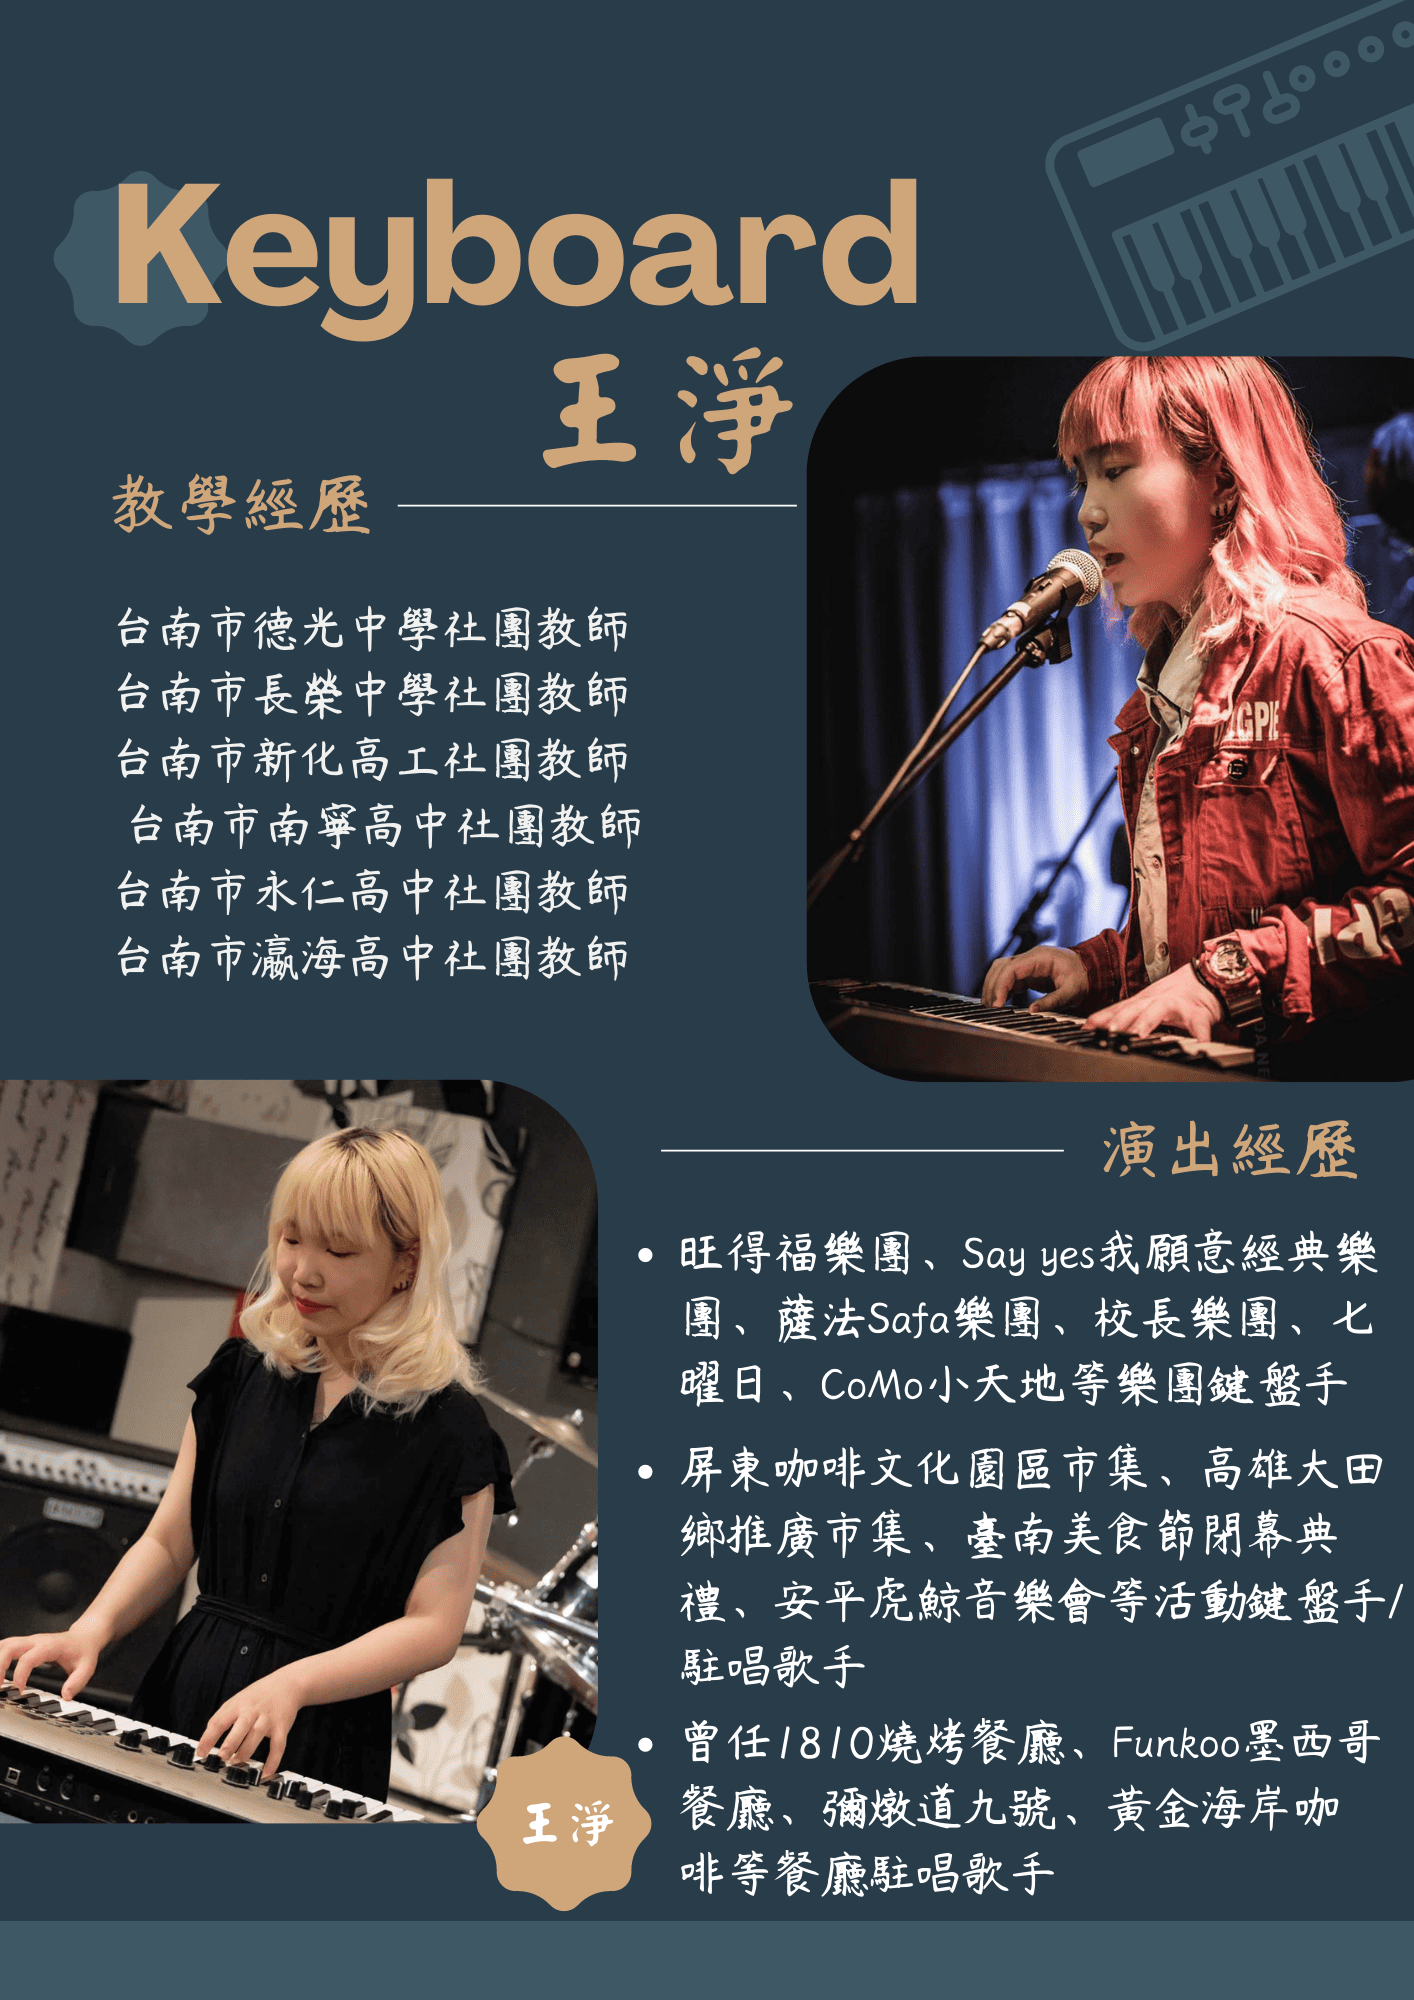 Keyboard
王淨
教學經歷
台南市德光中學社團教師
台南市長榮中學社團教師
台南市新化高工社團教師
台南市南寧高中社團教師
台南市永仁高中社團教師
台南市瀛海高中社團教師
演出經歷
旺得福樂團、Say yes我願意經典樂
團、薩法Safa樂團、校長樂團、七
曜日、CoMo小天地等樂團鍵盤手
屏東咖啡文化園區市集、高雄大田
鄉推廣市集、臺南美食節閉幕典
禮、安平虎鯨音樂會等活動鍵盤手/
駐唱歌手
曾任1810燒烤餐廳、Funkoo墨西哥
餐廳、彌燉道九號、黃金海岸咖
啡等餐廳駐唱歌手
王淨